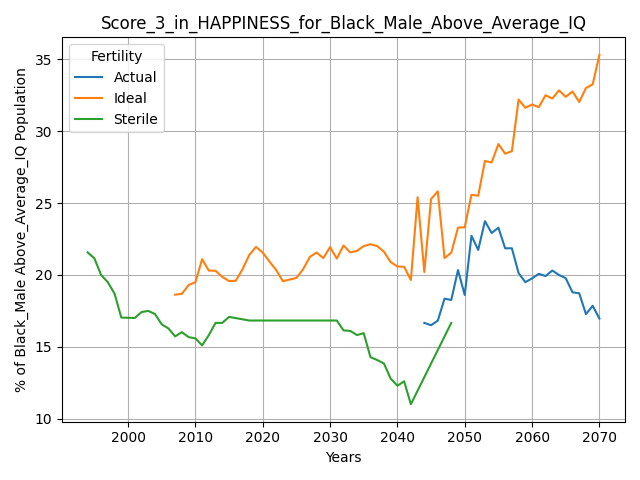 Score_3_in_HAPPINESS_for_Black_Male_Above_Average_IQ
Fertility
Actual
Ideal
Sterile
% of Black_Male Above_Average_IQ Population
35
30
25
20
15
10
2000 2010 2020 2030 2040 2050 2060 2070
Years